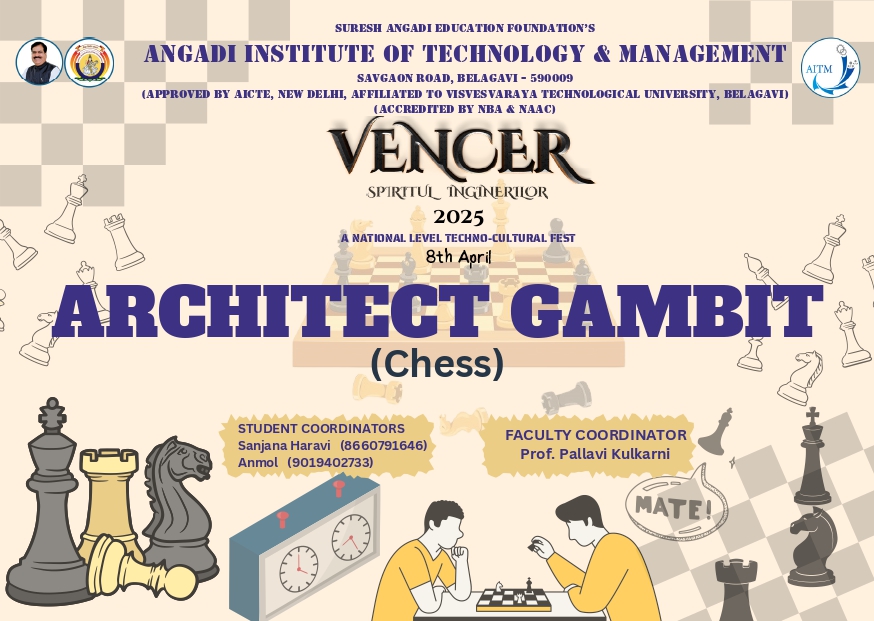 SURESH ANGADI EDUCATION FOUNDATION'S
ANGADI INSTITUTE OF TECHNOLOGY & MANAGEMENT
SAVGAON ROAD, BELAGAVI - 590009
(APPROVED BY AICTE, NEW DELHI, AFFILIATED TO VISVESVARAYA TECHNOLOGICAL UNIVERSITY, BELAGAVI)
(ACCREDITED BY NBA & NAAC)
AITM
VENCER
SPIRITUL INGINERILOR
2025
A NATIONAL LEVEL TECHNO-CULTURAL FEST
8th April
ARCHITECT GAMBIT
(Chess)
STUDENT COORDINATORS
Sanjana Haravi (8660791646)
Anmol (9019402733)
FACULTY COORDINATOR
Prof. Pallavi Kulkarni
MATE!